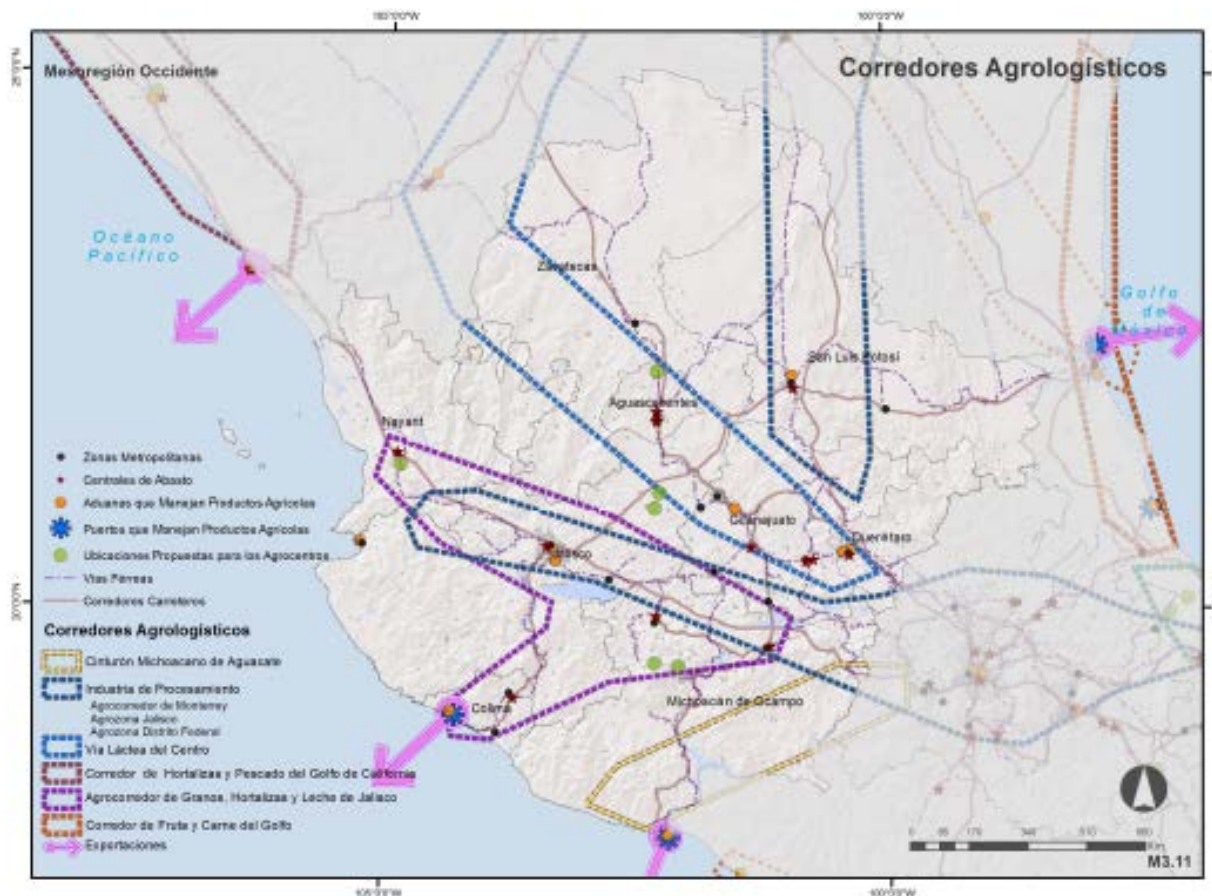 Mesoregión Occidente
Corredores Agrologísticos
Océano
Pacífico
Golfo
de
México
Zacatecas
San Luis Potosí
Aguascalientes
Nayarit
Guanajuato
Querétaro
Jalisco
Colima
Michoacán de Ocampo
Zonas Metropolitanas
Centrales de Abasto
Aduanas que Manejan Productos Agrícolas
Puertos que Manejan Productos Agrícolas
Ubicaciones Propuestas para los Agrocentros
Vías Férreas
Corredores Carreteros
Corredores Agrologísticos
Cinturón Michoacano de Aguacate
Industria de Procesamiento
Agrocorredor de Monterrey
Agrozona Jalisco
Agrozona Distrito Federal
Vía Láctea del Centro
Corredor de Hortalizas y Pescado del Golfo de California
Agrocorredor de Granos, Hortalizas y Leche de Jalisco
Corredor de Fruta y Carne del Golfo
Exportaciones
Km
M3.11